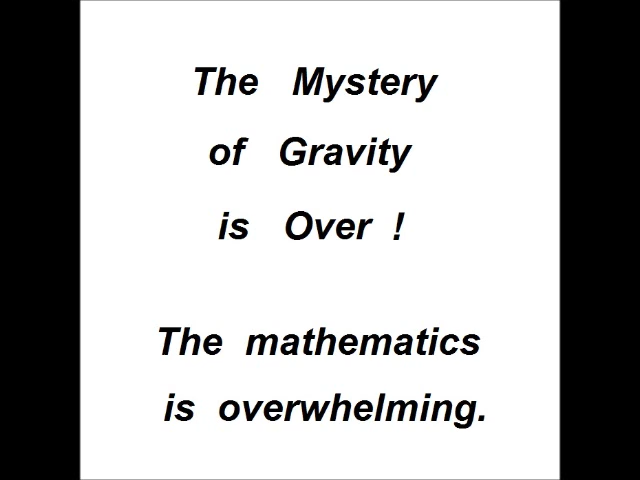 The Mystery
of Gravity
is Over !
The mathematics
is overwhelming.